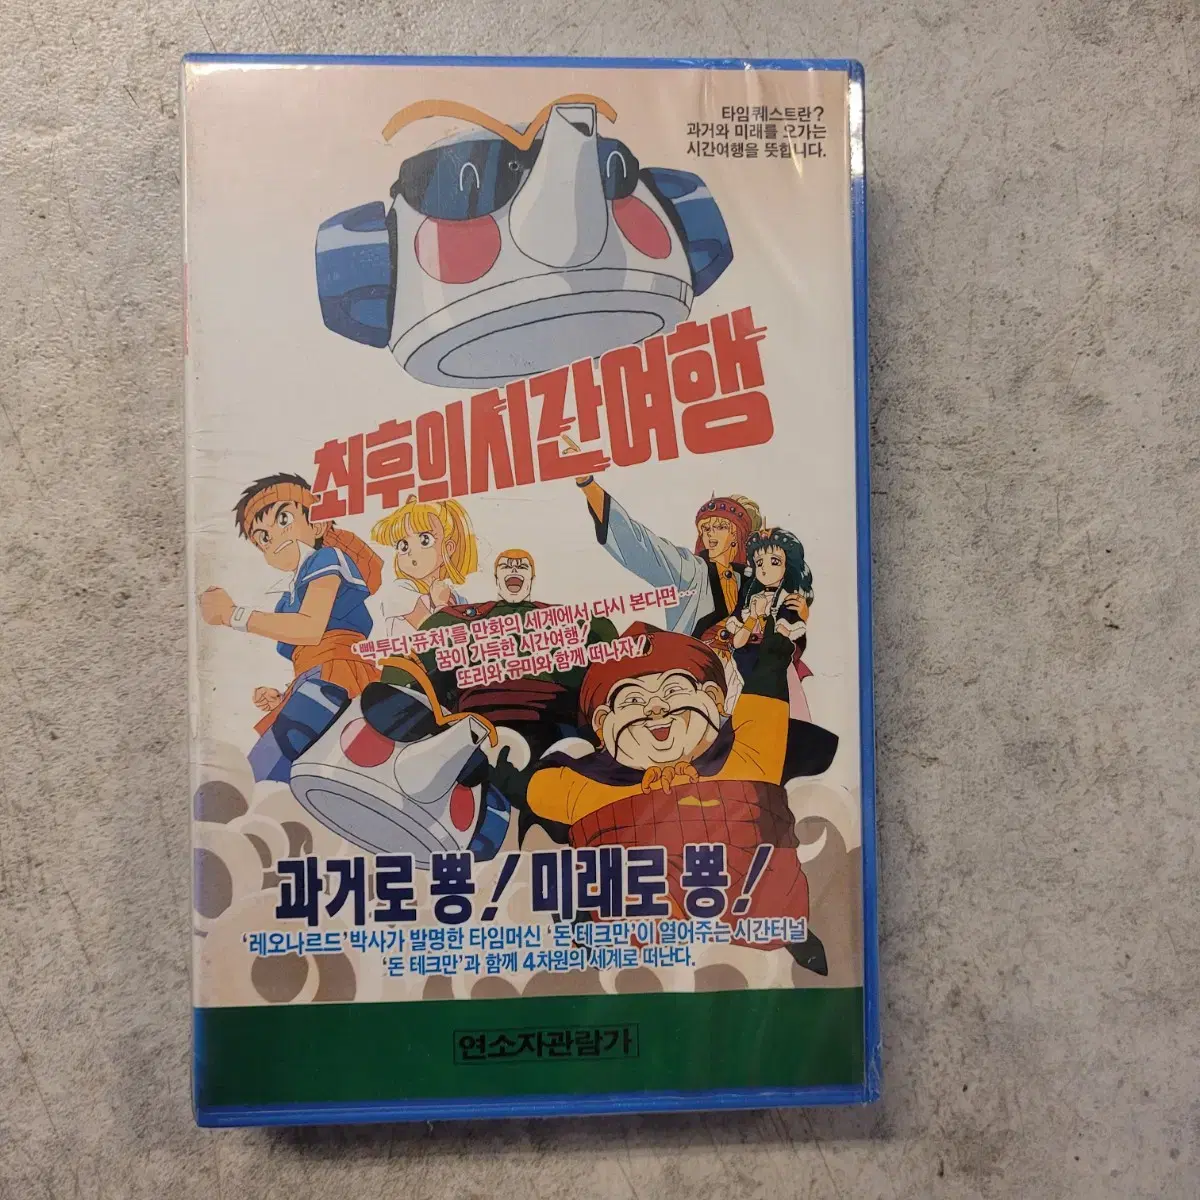 타임퀘스트란?
과거와 미래를 오가는
시간여행을 뜻합니다.
최후의시간여행
'빽투더 퓨쳐'를 만화의 세계에서 다시 본다면…
꿈이 가득한 시간여행!
또리와 유미와 함께 떠나자!
과거로 뿅! 미래로 뿅!
'레오나르드' 박사가 발명한 타임머신 '돈 테크만'이 열어주는 시간터널
'돈 테크만'과 함께 4차원의 세계로 떠난다.
연소자관람가